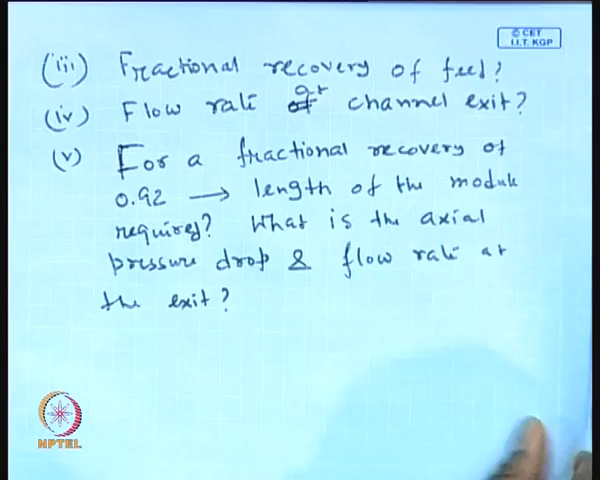 © CET
I.I.T. KGP
(iii) Fractional recovery of feed?
(iv) Flow rate at channel exit?
(v) For a fractional recovery of
0.92 → length of the module
required? What is the axial
pressure drop & flow rate at
the exit?
NPTEL